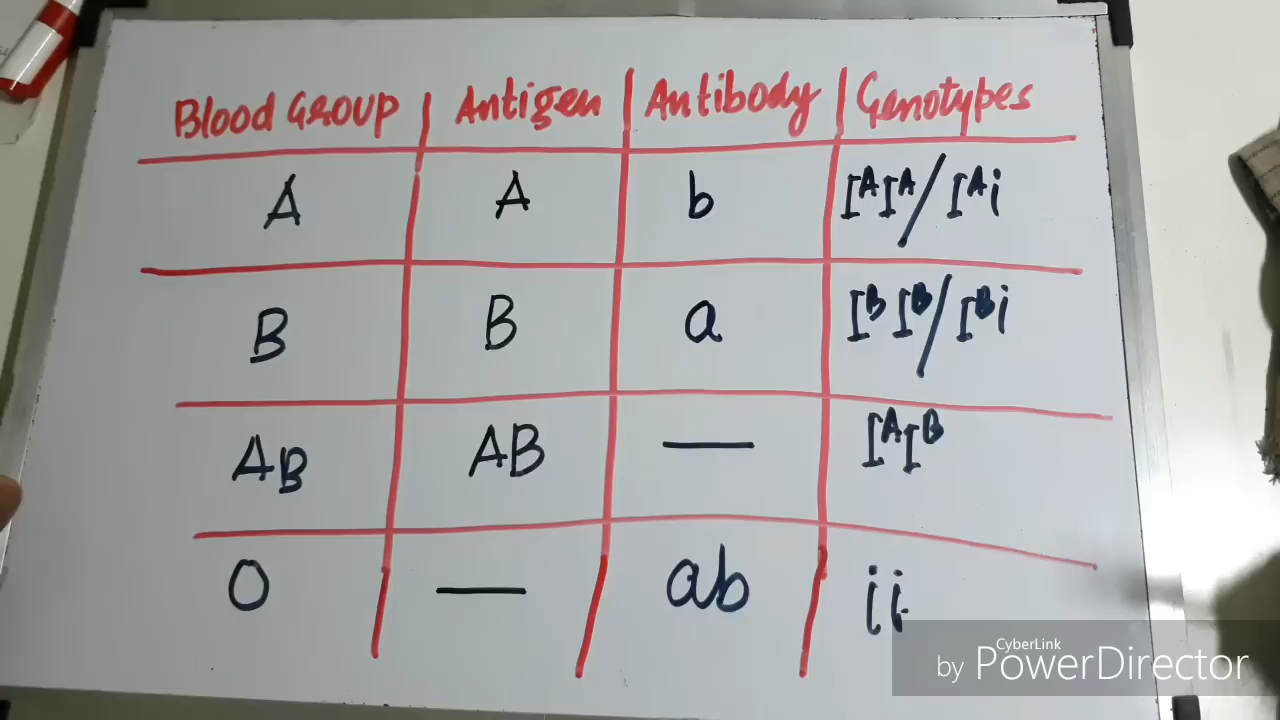 Blood Group | Antigen | Antibody | Genotypes
A A b IᴬIᴬ/Iᴬi
B B a IᴮIᴮ/Iᴮi
AB AB — IᴬIᴮ
O — ab ii
CyberLink
by PowerDirector